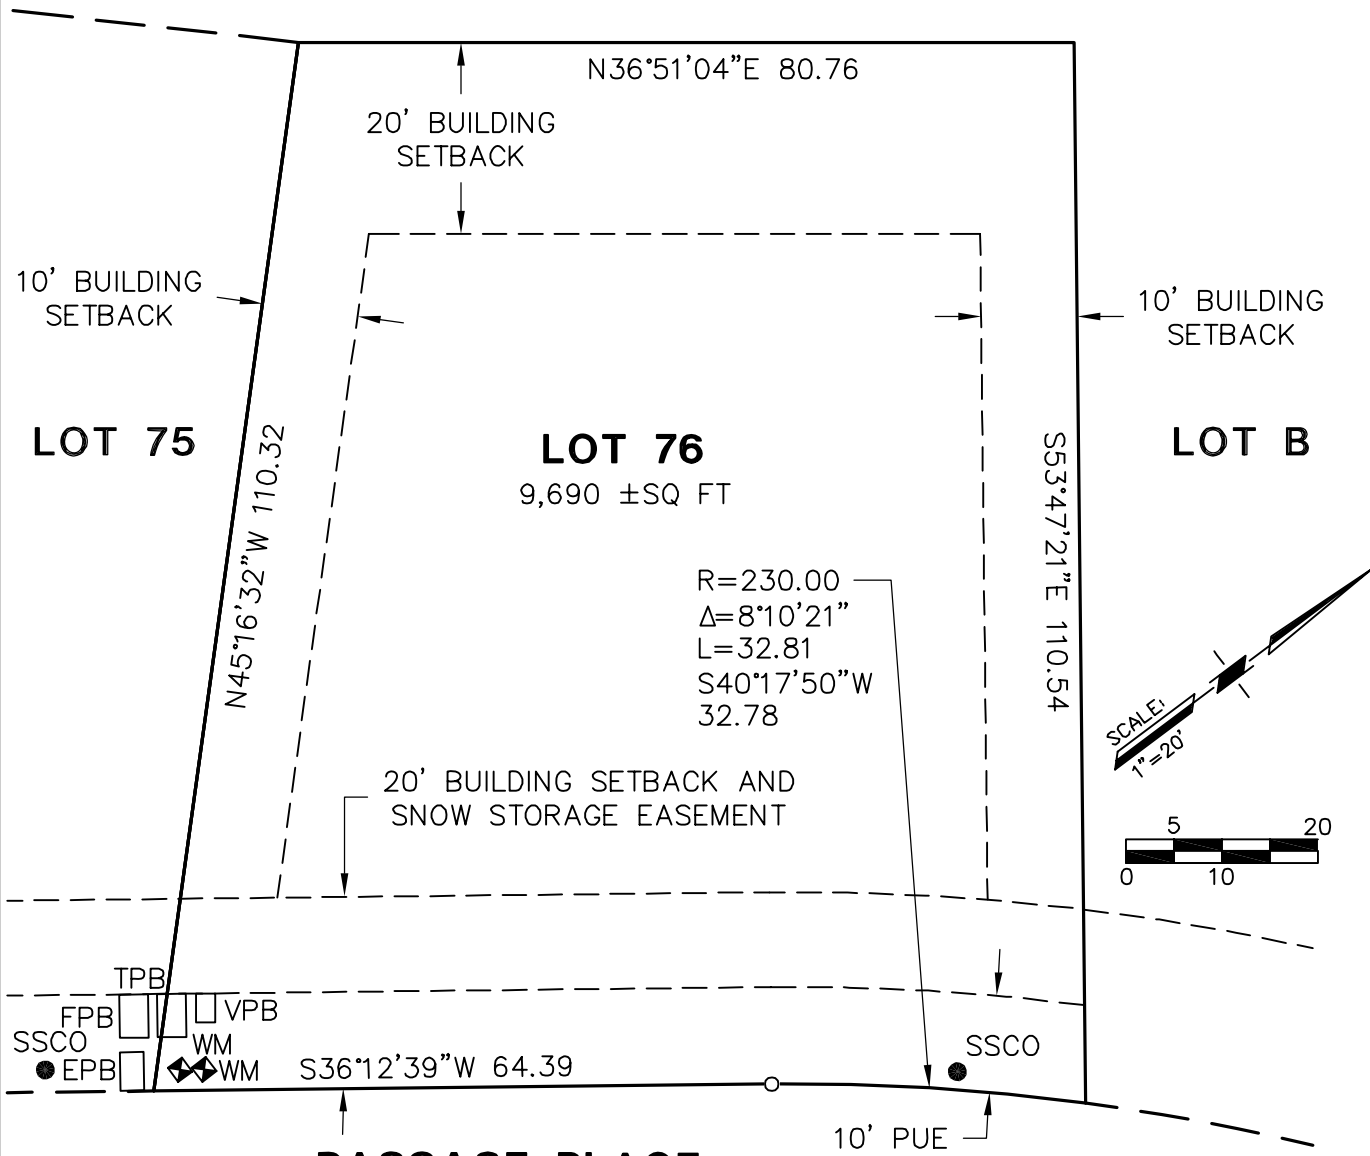 N36°51'04"E 80.76
20' BUILDING
SETBACK
10' BUILDING
SETBACK
10' BUILDING
SETBACK
LOT 75
LOT 76
9,690 ±SQ FT
LOT B
N45°16'32"W 110.32
S53°47'21"E 110.54
R=230.00
Δ=8°10'21"
L=32.81
S40°17'50"W
32.78
SCALE:
1"=20'
20' BUILDING SETBACK AND
SNOW STORAGE EASEMENT
5 20
0 10
TPB
FPB
VPB
SSCO
WM
EPB
WM
S36°12'39"W 64.39
SSCO
10' PUE
PASSAGE PLACE